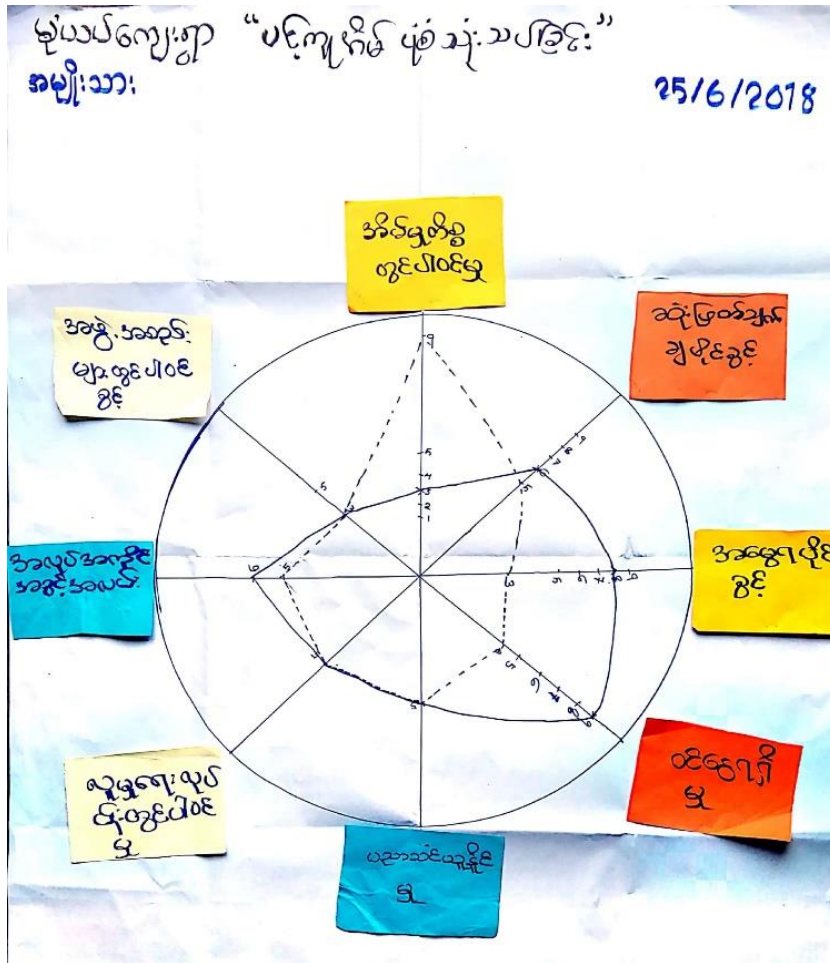 မုံယပ်ကျေးရွာ “ပင့်ကူအိမ် ပုံစံ သုံးသပ်ခြင်း”
အမျိုးသား
25/6/2018
အိမ်မှုကိစ္စ
တွင်ပါဝင်မှု
အဖွဲ့အစည်း
များတွင်ပါဝင်
ခွင့်
ဆုံးဖြတ်ချက်
ချပိုင်ခွင့်
အလုပ်အကိုင်
အခွင့်အလမ်း
အမွေရပိုင်
ခွင့်
လူမှုရေးလုပ်
ငန်းတွင်ပါဝင်
မှု
ဝင်ငွေရရှိ
မှု
ပညာသင်ယူနိုင်
မှု